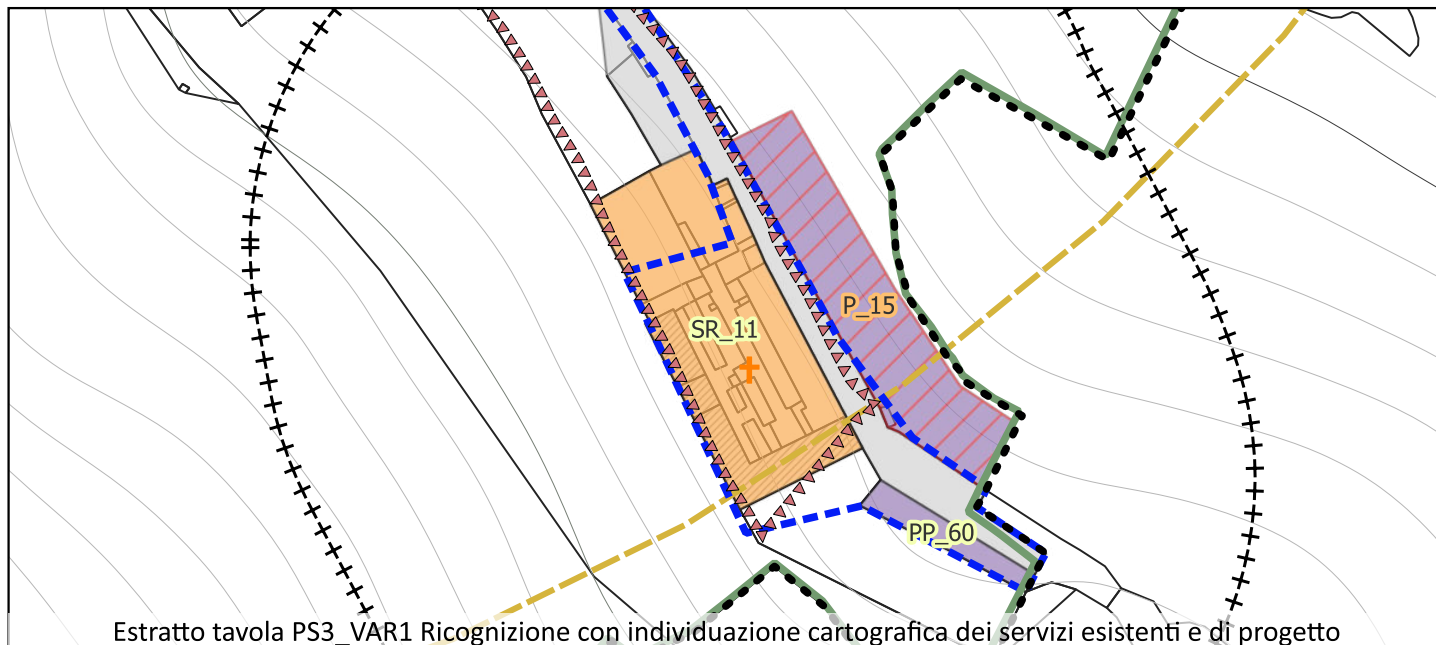 P_15
SR_11
PP_60
Estratto tavola PS3_VAR1 Ricognizione con individuazione cartografica dei servizi esistenti e di progetto